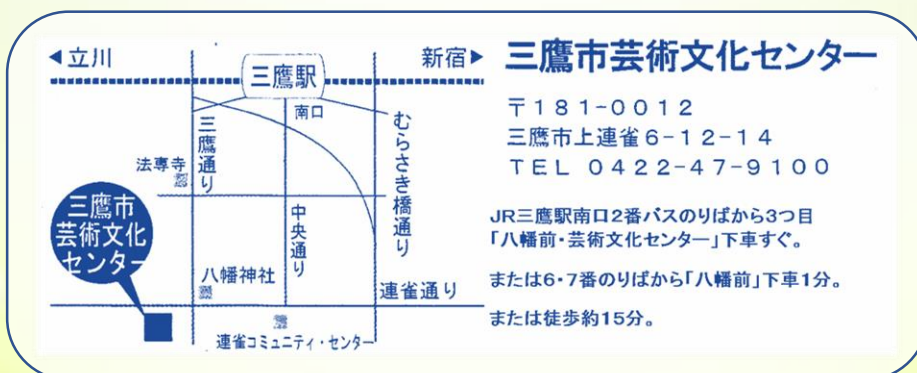 ◀立川
三鷹駅
新宿▶
南口
三鷹通り
むらさき橋通り
法専寺
三鷹市
芸術文化
センター
中央通り
八幡神社
連雀通り
連雀コミュニティ・センター
三鷹市芸術文化センター
〒181-0012
三鷹市上連雀6-12-14
TEL 0422-47-9100
JR三鷹駅南口2番バスのりばから3つ目
「八幡前・芸術文化センター」下車すぐ。
または6・7番のりばから「八幡前」下車1分。
または徒歩約15分。